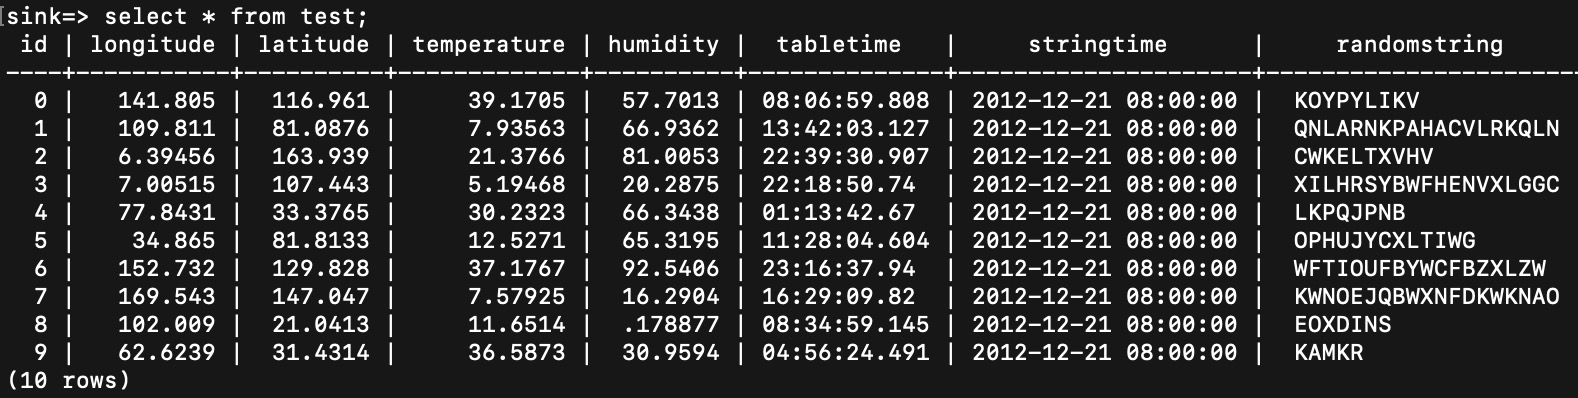 sink=> select * from test;
 id | longitude | latitude | temperature | humidity |  tabletime   |     stringtime      |     randomstring
----+-----------+----------+-------------+----------+--------------+---------------------+----------------------
  0 |   141.805 |  116.961 |     39.1705 |  57.7013 | 08:06:59.808 | 2012-12-21 08:00:00 |  KOYPYLIKV
  1 |   109.811 |  81.0876 |     7.93563 |  66.9362 | 13:42:03.127 | 2012-12-21 08:00:00 |  QNLARNKPAHACVLRKQLN
  2 |   6.39456 |  163.939 |     21.3766 |  81.0053 | 22:39:30.907 | 2012-12-21 08:00:00 |  CWKELTXVHV
  3 |   7.00515 |  107.443 |     5.19468 |  20.2875 | 22:18:50.74  | 2012-12-21 08:00:00 |  XILHRSYBWFHENVXLGGC
  4 |   77.8431 |  33.3765 |     30.2323 |  66.3438 | 01:13:42.67  | 2012-12-21 08:00:00 |  LKPQJPNB
  5 |    34.865 |  81.8133 |     12.5271 |  65.3195 | 11:28:04.604 | 2012-12-21 08:00:00 |  OPHUJYCXLTIWG
  6 |   152.732 |  129.828 |     37.1767 |  92.5406 | 23:16:37.94  | 2012-12-21 08:00:00 |  WFTIOUFBYWCFBZXLZW
  7 |   169.543 |  147.047 |     7.57925 |  16.2904 | 16:29:09.82  | 2012-12-21 08:00:00 |  KWNOEJQBWXNFDKWKNAO
  8 |   102.009 |  21.0413 |     11.6514 |  .178877 | 08:34:59.145 | 2012-12-21 08:00:00 |  EOXDINS
  9 |   62.6239 |  31.4314 |     36.5873 |  30.9594 | 04:56:24.491 | 2012-12-21 08:00:00 |  KAMKR
(10 rows)